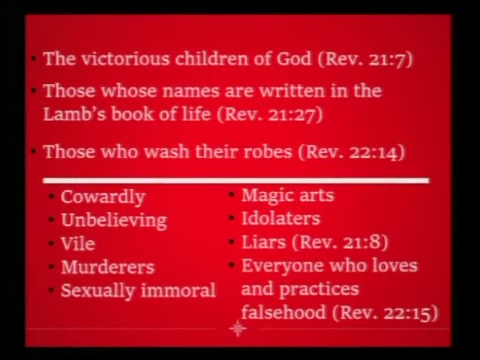 The victorious children of God (Rev. 21:7)
Those whose names are written in the
Lamb's book of life (Rev. 21:27)
Those who wash their robes (Rev. 22:14)
Cowardly
Unbelieving
Vile
Murderers
Sexually immoral
Magic arts
Idolaters
Liars (Rev. 21:8)
Everyone who loves
and practices
falsehood (Rev. 22:15)